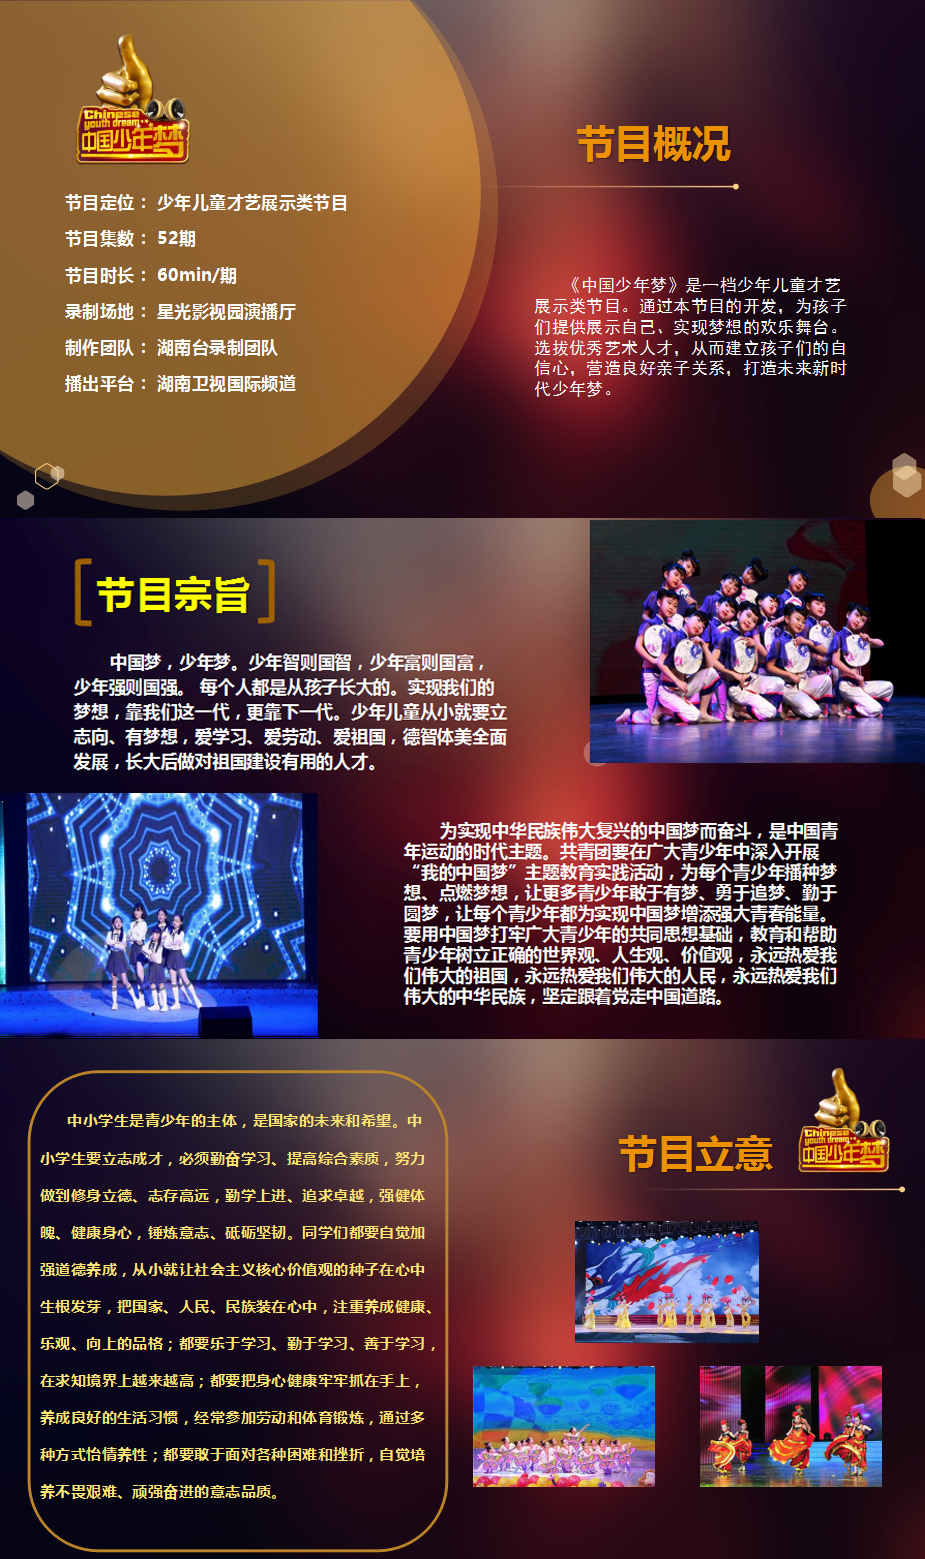 Chinese
youth dream
中国少年梦
节目定位： 少年儿童才艺展示类节目
节目集数： 52期
节目时长： 60min/期
录制场地： 星光影视园演播厅
制作团队： 湖南台录制团队
播出平台： 湖南卫视国际频道
节目概况
《中国少年梦》是一档少年儿童才艺
展示类节目。通过本节目的开发，为孩子
们提供展示自己、实现梦想的欢乐舞台。
选拔优秀艺术人才，从而建立孩子们的自
信心，营造良好亲子关系，打造未来新时
代少年梦。
节目宗旨
中国梦，少年梦。少年智则国智，少年富则国富，
少年强则国强。 每个人都是从孩子长大的。实现我们的
梦想，靠我们这一代，更靠下一代。少年儿童从小就要立
志向、有梦想，爱学习、爱劳动、爱祖国，德智体美全面
发展，长大后做对祖国建设有用的人才。
为实现中华民族伟大复兴的中国梦而奋斗，是中国青
年运动的时代主题。共青团要在广大青少年中深入开展
“我的中国梦”主题教育实践活动，为每个青少年播种梦
想、点燃梦想，让更多青少年敢于有梦、勇于追梦、勤于
圆梦，让每个青少年都为实现中国梦增添强大青春能量。
要用中国梦打牢广大青少年的共同思想基础，教育和帮助
青少年树立正确的世界观、人生观、价值观，永远热爱我
们伟大的祖国，永远热爱我们伟大的人民，永远热爱我们
伟大的中华民族，坚定跟着党走中国道路。
中小学生是青少年的主体，是国家的未来和希望。中
小学生要立志成才，必须勤奋学习、提高综合素质，努力
做到修身立德、志存高远，勤学上进、追求卓越，强健体
魄、健康身心，锤炼意志、砥砺坚韧。同学们都要自觉加
强道德养成，从小就让社会主义核心价值观的种子在心中
生根发芽，把国家、人民、民族装在心中，注重养成健康、
乐观、向上的品格；都要乐于学习、勤于学习、善于学习，
在求知境界上越来越高；都要把身心健康牢牢抓在手上，
养成良好的生活习惯，经常参加劳动和体育锻炼，通过多
种方式怡情养性；都要敢于面对各种困难和挫折，自觉培
养不畏艰难、顽强奋进的意志品质。
节目立意
Chinese
youth dream
中国少年梦